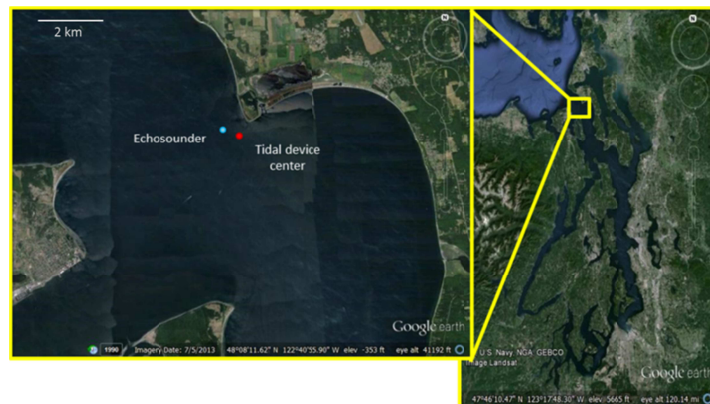 2 km
Echosounder
Tidal device
center
Google earth
1990 Imagery Date: 7/5/2013 48°08'11.62" N 122°40'55.90" W elev -353 ft eye alt 41192 ft
U.S. Navy, NGA, GEBCO
Image Landsat
Google earth
47°46'10.47" N 123°17'48.30" W elev 5665 ft eye alt 120.14 mi